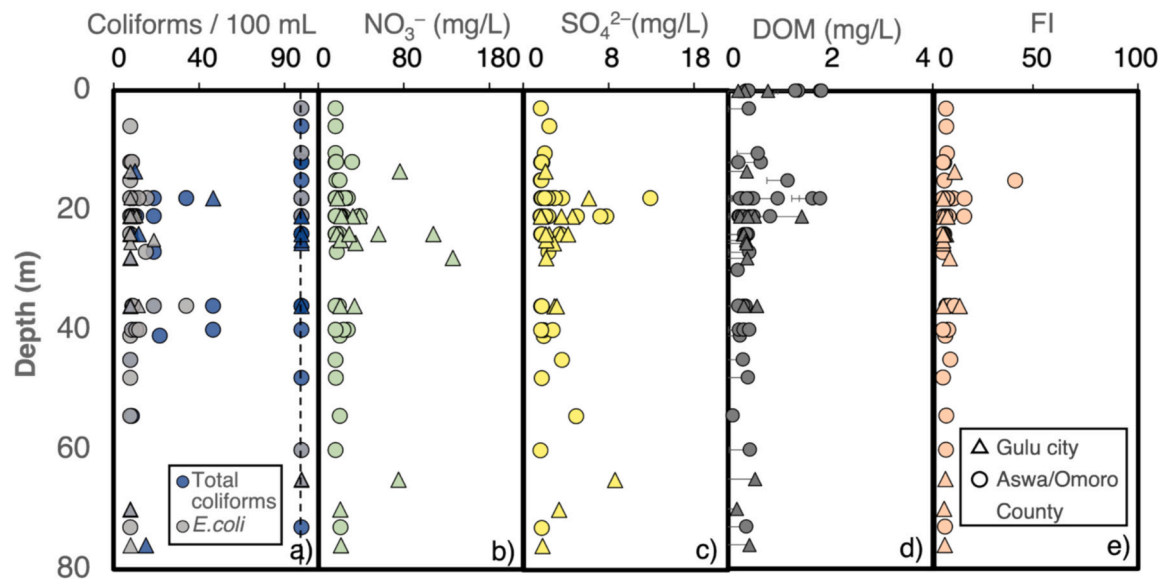 Coliforms / 100 mL NO₃⁻ (mg/L) SO₄²⁻(mg/L) DOM (mg/L) FI
0 40 90 0 80 180 0 8 18 0 2 4 0 50 100
Depth (m)
0
20
40
60
80
Total
coliforms
E.coli
a) b) c) d) e)
Gulu city
Aswa/Omoro
County